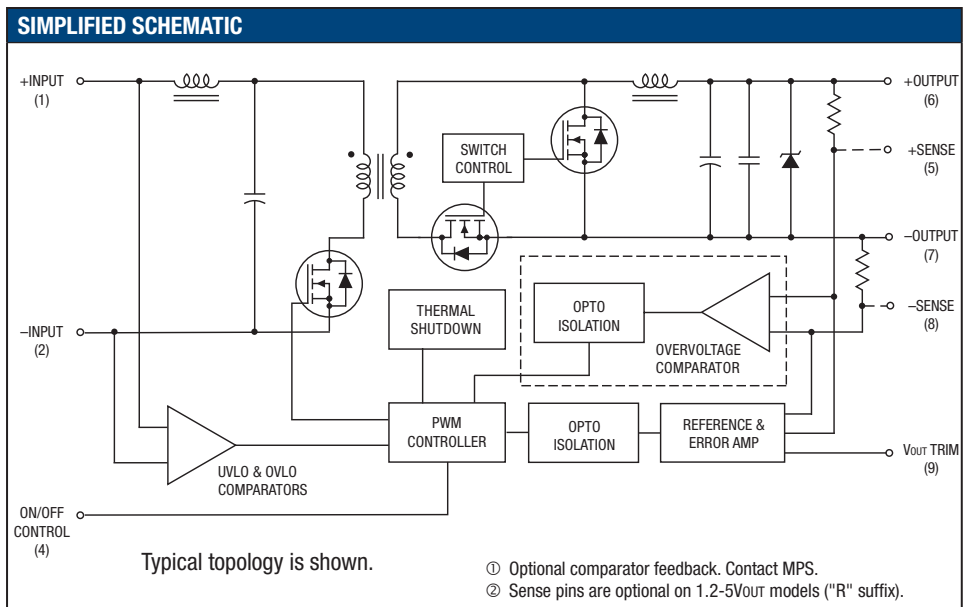 SIMPLIFIED SCHEMATIC
+INPUT
(1)
+OUTPUT
(6)
SWITCH
CONTROL
+SENSE
(5)
–OUTPUT
(7)
THERMAL
SHUTDOWN
OPTO
ISOLATION
–SENSE
(8)
–INPUT
(2)
OVERVOLTAGE
COMPARATOR
PWM
CONTROLLER
OPTO
ISOLATION
REFERENCE &
ERROR AMP
VOUT TRIM
(9)
UVLO & OVLO
COMPARATORS
ON/OFF
CONTROL
(4)
Typical topology is shown.
① Optional comparator feedback. Contact MPS.
② Sense pins are optional on 1.2-5VOUT models ("R" suffix).